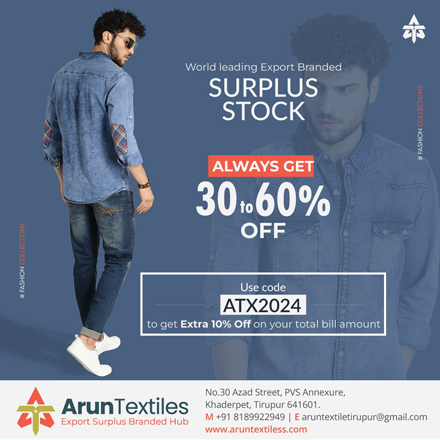 World leading Export Branded
SURPLUS
STOCK
# FASHION COLLECTIONS
ALWAYS GET
30 to 60%
OFF
# FASHION COLLECTIONS
Use code
ATX2024
to get Extra 10% Off on your total bill amount
ArunTextiles
Export Surplus Branded Hub
No.30 Azad Street, PVS Annexure,
Khaderpet, Tirupur 641601.
M +91 8189922949 | E aruntextiletirupur@gmail.com
www.aruntextiless.com